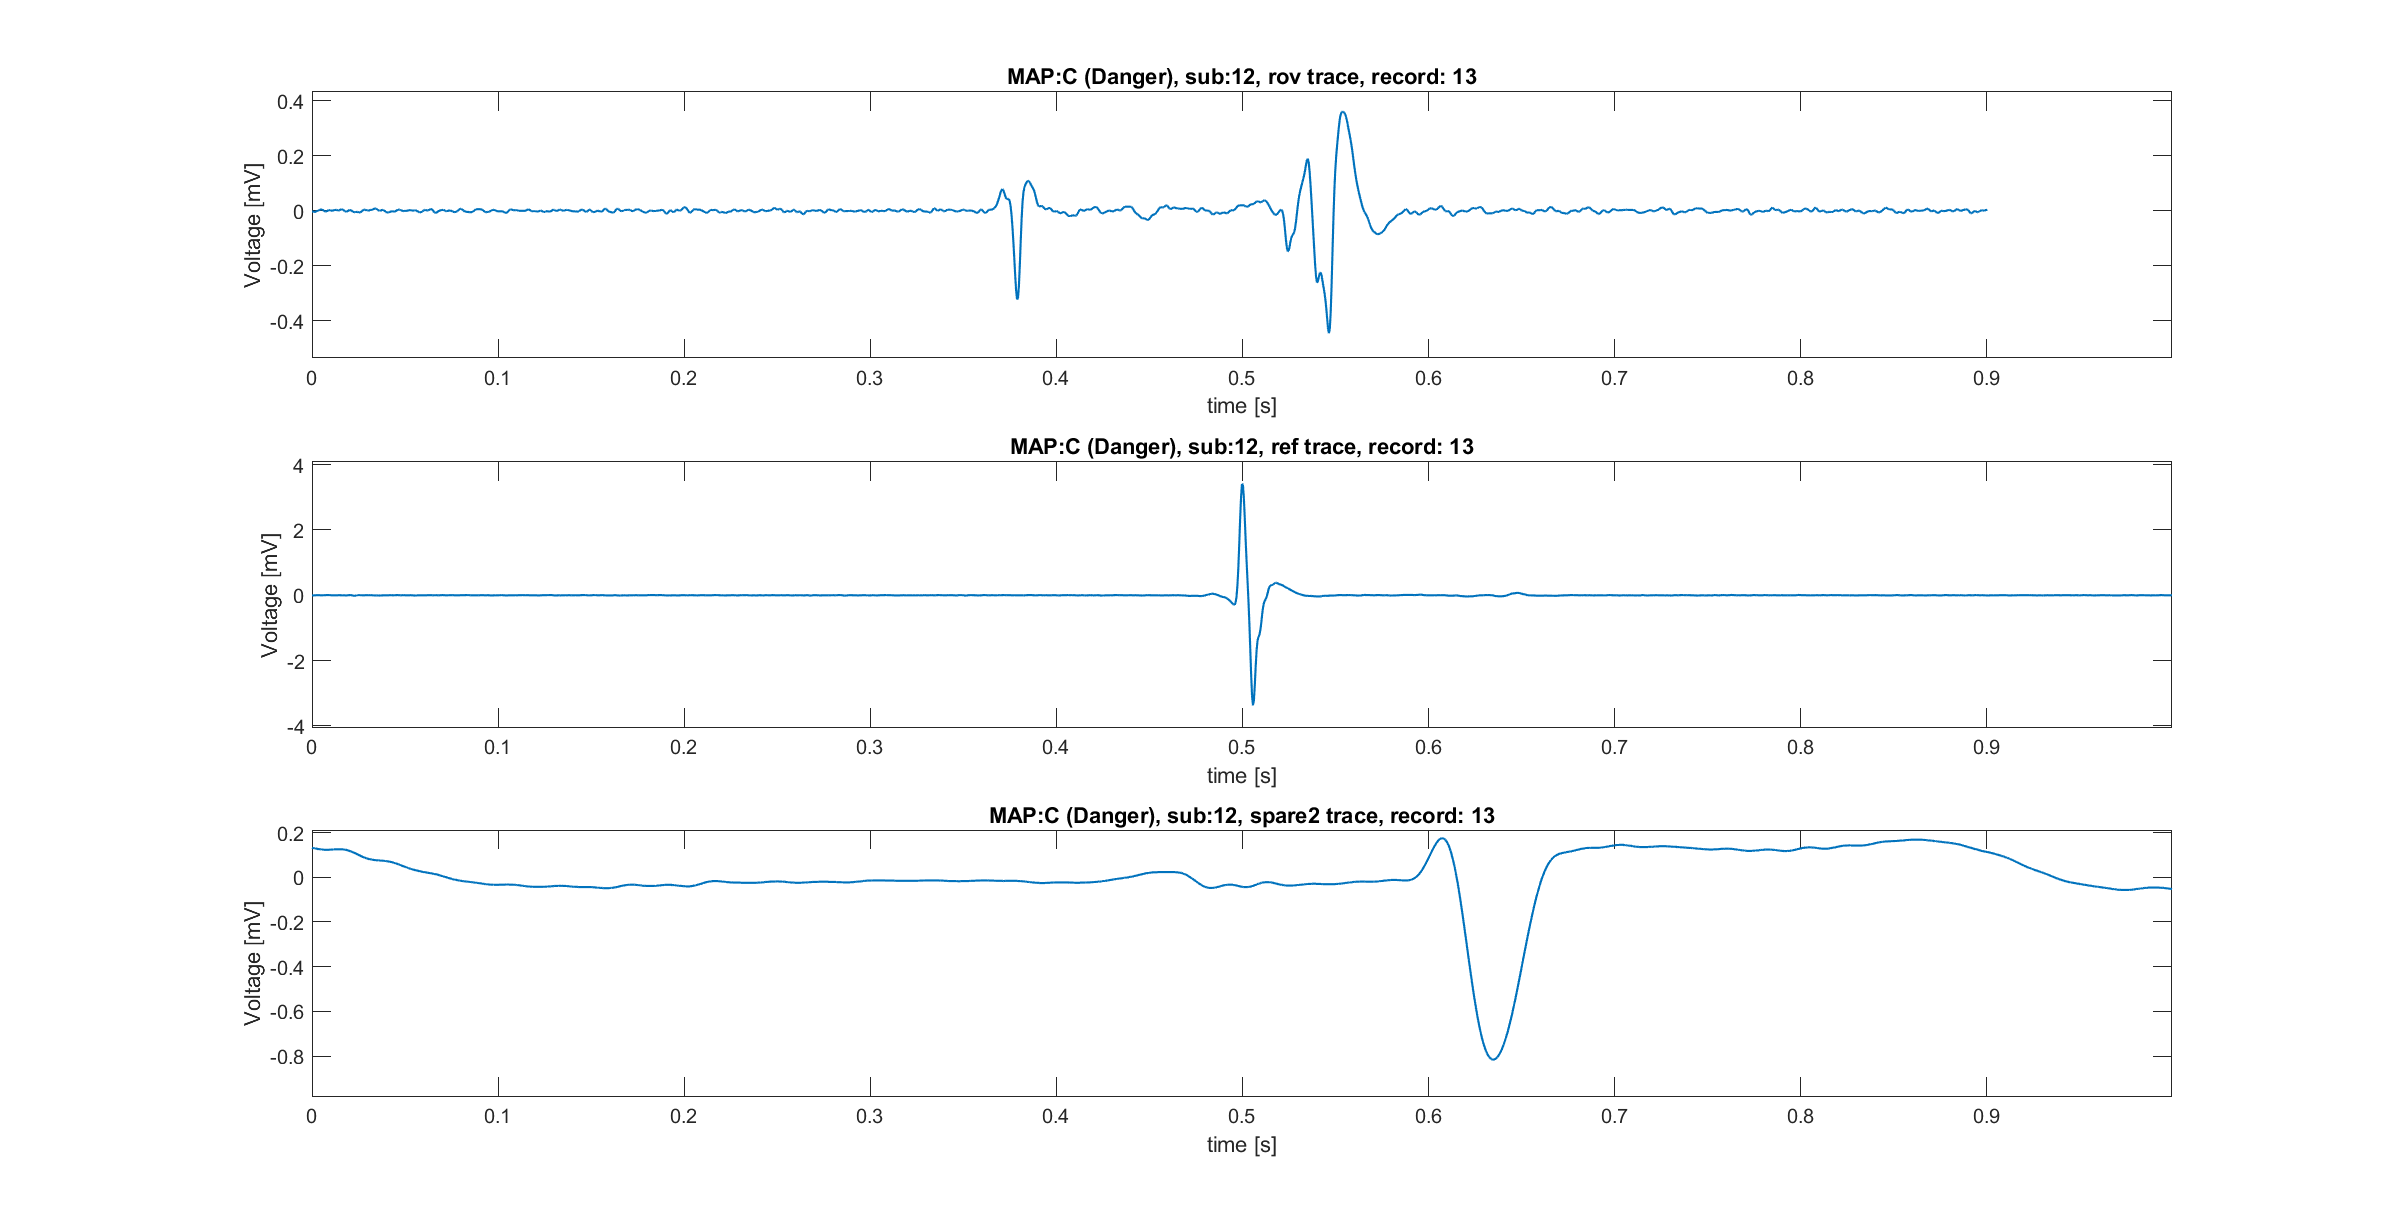 MAP:C (Danger), sub:12, rov trace, record: 13
0.4
0.2
0
-0.2
-0.4
Voltage [mV]
0 0.1 0.2 0.3 0.4 0.5 0.6 0.7 0.8 0.9
time [s]
MAP:C (Danger), sub:12, ref trace, record: 13
4
2
0
-2
-4
Voltage [mV]
0 0.1 0.2 0.3 0.4 0.5 0.6 0.7 0.8 0.9
time [s]
MAP:C (Danger), sub:12, spare2 trace, record: 13
0.2
0
-0.2
-0.4
-0.6
-0.8
Voltage [mV]
0 0.1 0.2 0.3 0.4 0.5 0.6 0.7 0.8 0.9
time [s]